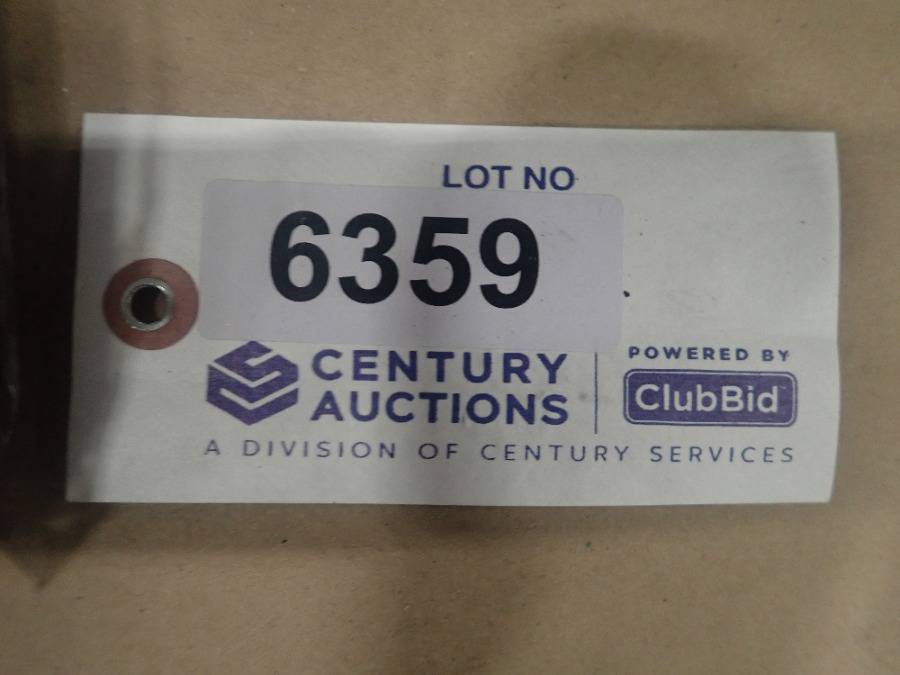 LOT NO
6359
CENTURY
AUCTIONS
POWERED BY
ClubBid
A DIVISION OF CENTURY SERVICES